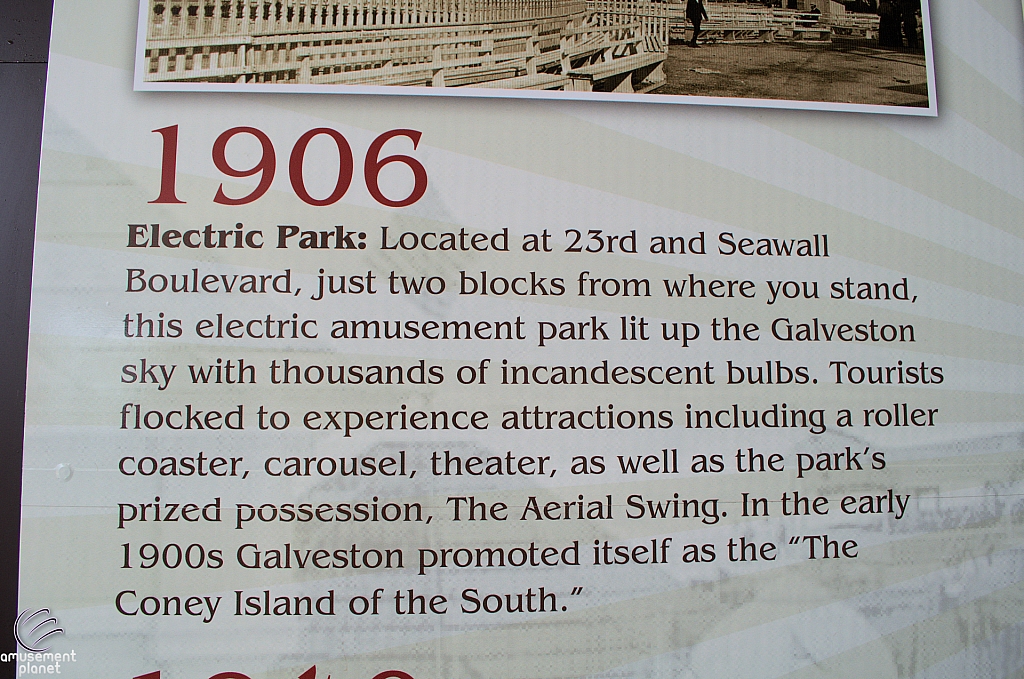 1906
Electric Park: Located at 23rd and Seawall
Boulevard, just two blocks from where you stand,
this electric amusement park lit up the Galveston
sky with thousands of incandescent bulbs. Tourists
flocked to experience attractions including a roller
coaster, carousel, theater, as well as the park's
prized possession, The Aerial Swing. In the early
1900s Galveston promoted itself as the “The
Coney Island of the South.”
amusement
planet